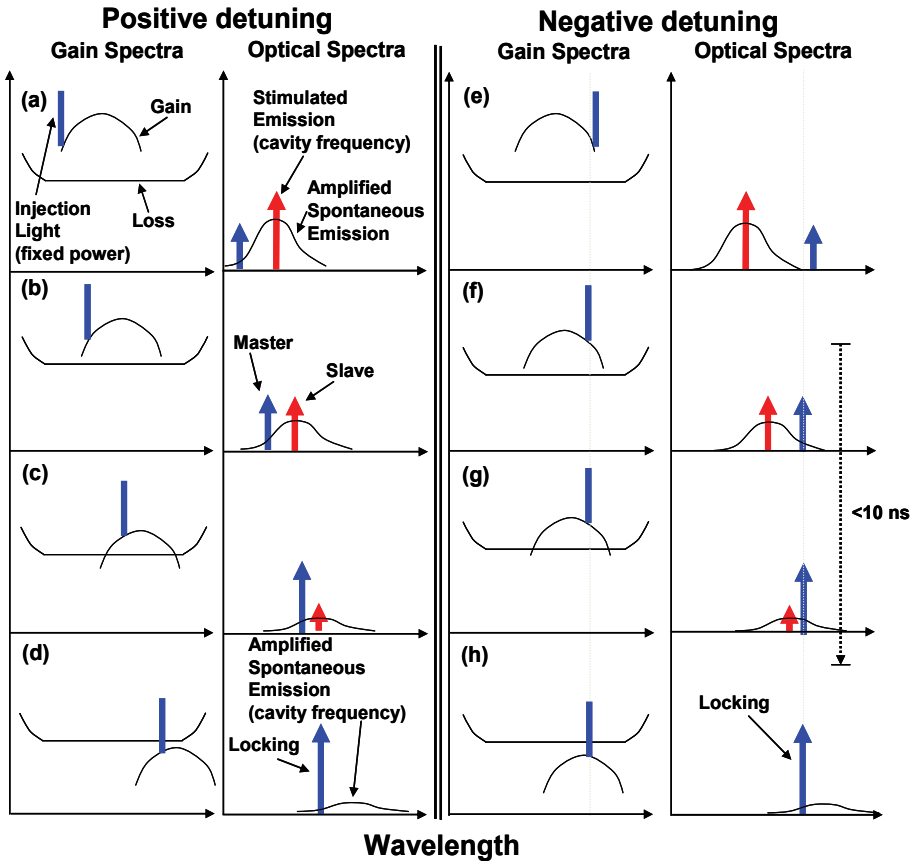 Positive detuning
Negative detuning
Gain Spectra
Optical Spectra
Gain Spectra
Optical Spectra
(a)
Gain
Injection
Light
(fixed power)
Loss
Stimulated
Emission
(cavity frequency)
Amplified
Spontaneous
Emission
(b)
Master
Slave
(c)
(d)
Amplified
Spontaneous
Emission
(cavity frequency)
Locking
(e)
(f)
(g)
<10 ns
(h)
Locking
Wavelength